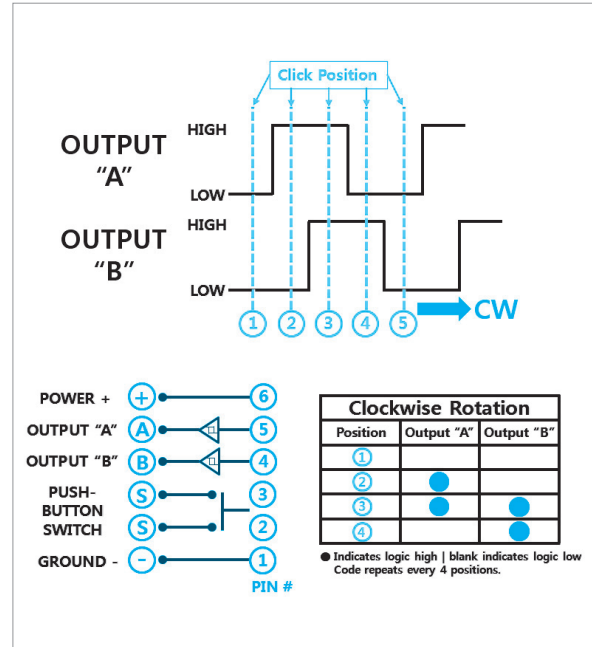 Click Position
OUTPUT
"A"
HIGH
LOW
OUTPUT
"B"
HIGH
LOW
1 2 3 4 5 CW
POWER + + 6
OUTPUT "A" A 5
OUTPUT "B" B 4
PUSH-
BUTTON
SWITCH
S 3
S 2
GROUND - - 1
PIN #
Clockwise Rotation
Position Output "A" Output "B"
1
2
3
4
● Indicates logic high | blank indicates logic low
Code repeats every 4 positions.